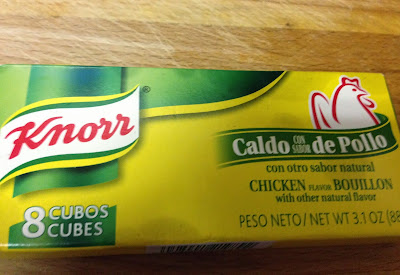 Knorr®
Caldo CON SABOR de Pollo
con otro sabor natural
CHICKEN FLAVOR BOUILLON
with other natural flavor
8 CUBOS
CUBES
PESO NETO/ NET WT 3.1 OZ (88